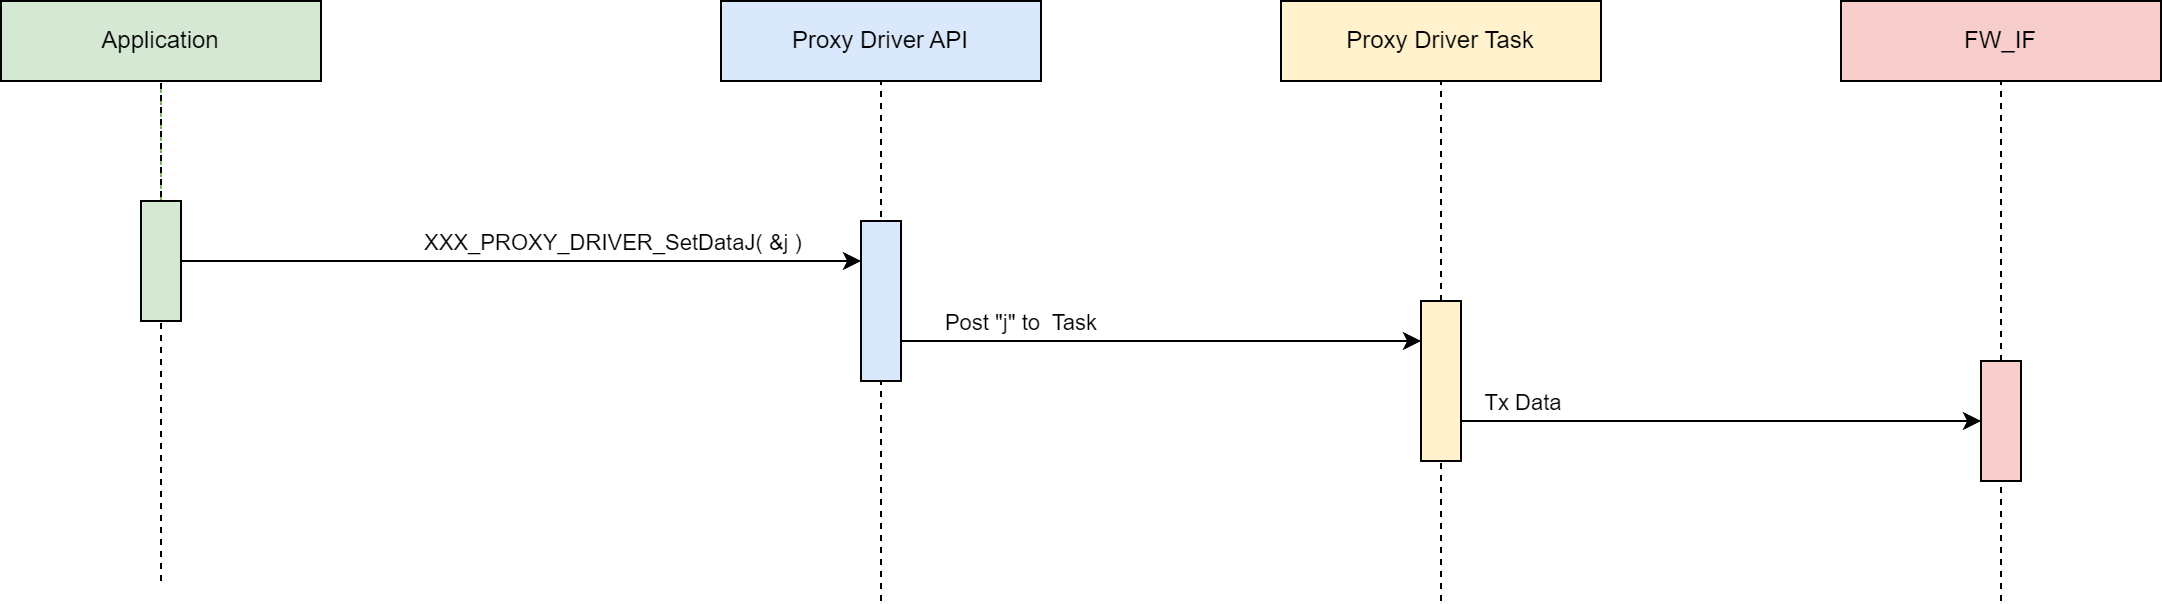 Application
Proxy Driver API
Proxy Driver Task
FW_IF
XXX_PROXY_DRIVER_SetDataJ( &j )
Post "j" to  Task
Tx Data